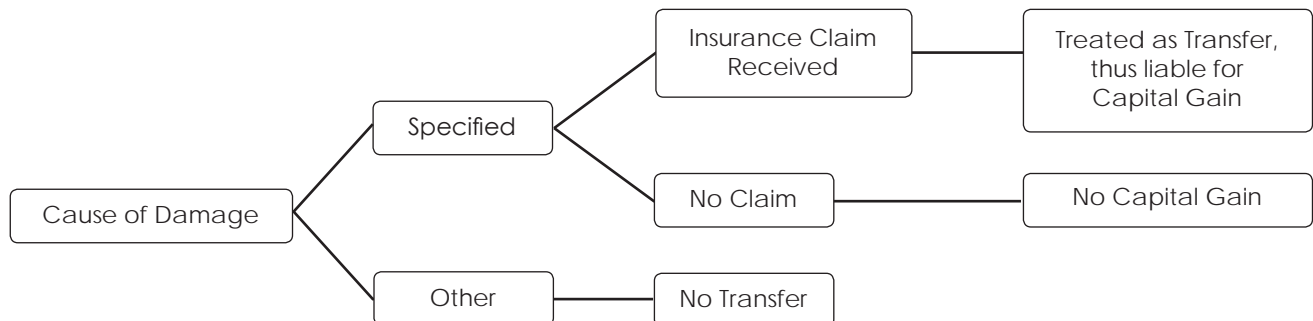 Insurance Claim
Received
Treated as Transfer,
thus liable for
Capital Gain
Specified
No Claim
No Capital Gain
Cause of Damage
Other
No Transfer